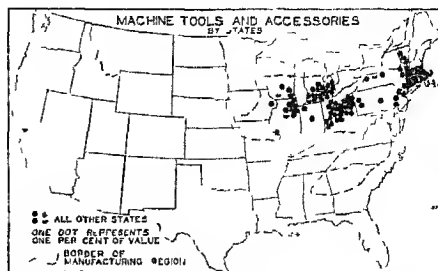 MACHINE TOOLS AND ACCESSORIES
BY STATES
ALL OTHER STATES
ONE DOT REPRESENTS
ONE PER CENT OF VALUE
BORDER OF
MANUFACTURING REGION